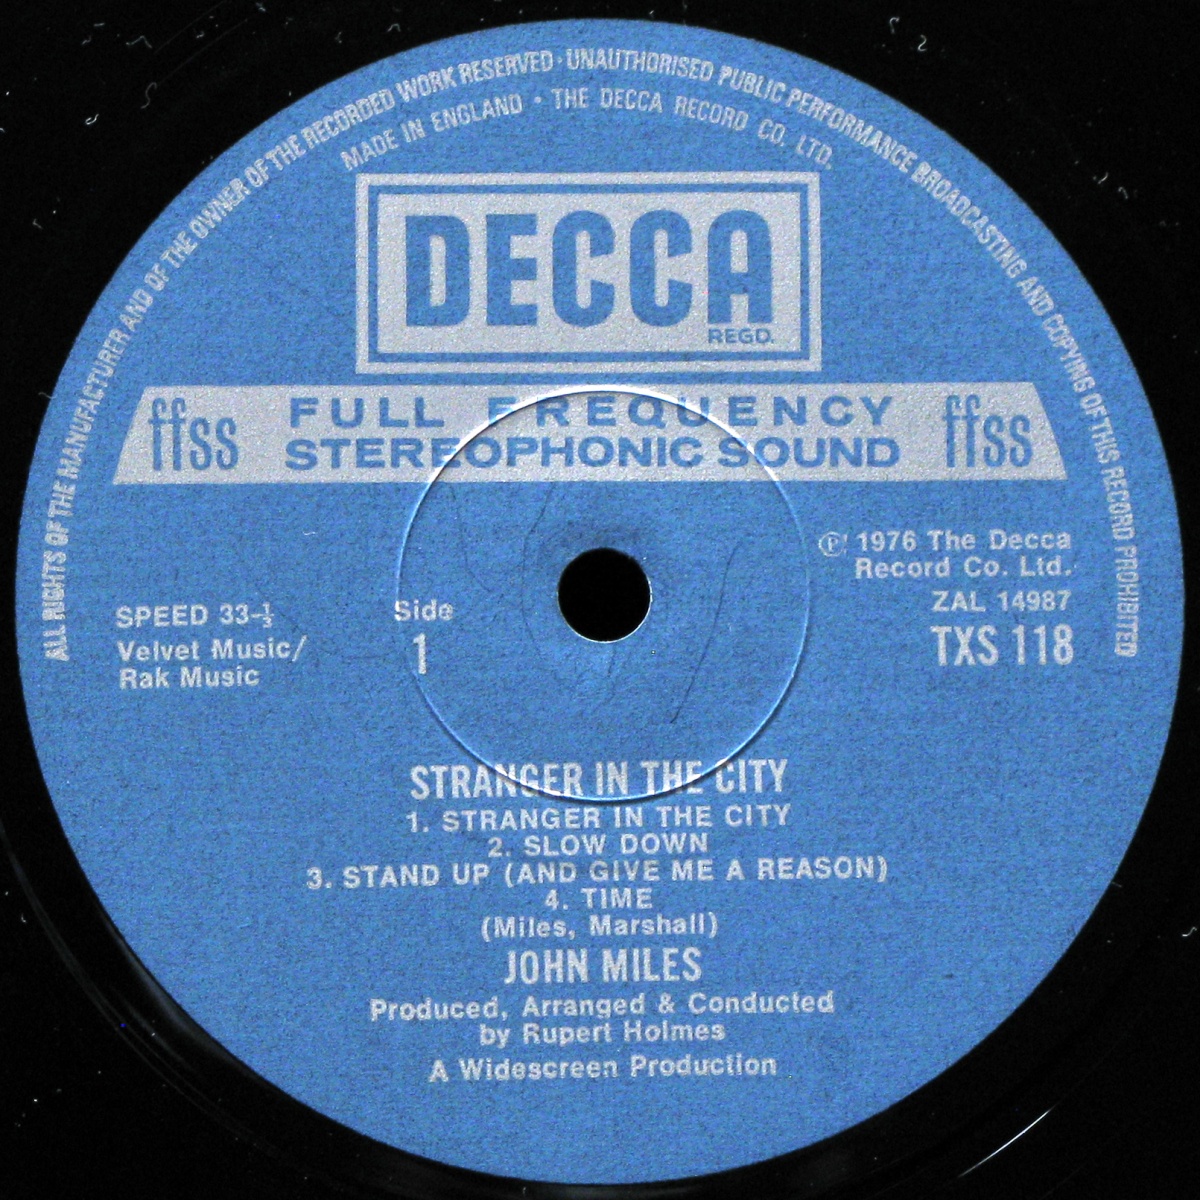 ALL RIGHTS OF THE MANUFACTURER AND OF THE OWNER OF THE RECORDED WORK RESERVED · UNAUTHORISED PUBLIC PERFORMANCE BROADCASTING AND COPYING OF THIS RECORD PROHIBITED
MADE IN ENGLAND · THE DECCA RECORD CO. LTD.
DECCA
REGD.
ffss FULL FREQUENCY STEREOPHONIC SOUND ffss
℗ 1976 The Decca
Record Co. Ltd.
ZAL 14987
TXS 118
SPEED 33-⅓
Velvet Music/
Rak Music
Side
1
STRANGER IN THE CITY
1. STRANGER IN THE CITY
2. SLOW DOWN
3. STAND UP (AND GIVE ME A REASON)
4. TIME
(Miles, Marshall)
JOHN MILES
Produced, Arranged & Conducted
by Rupert Holmes
A Widescreen Production